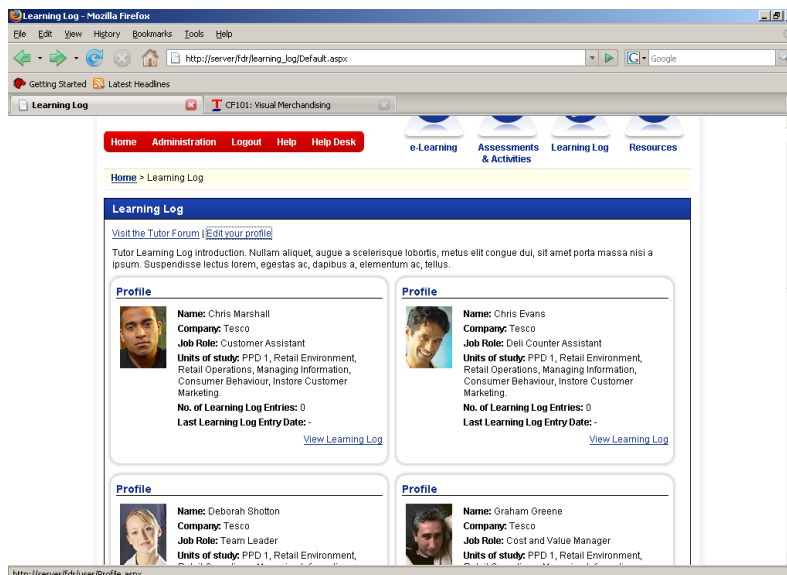 Learning Log - Mozilla Firefox
File Edit View History Bookmarks Tools Help
http://server/fdr/learning_log/Default.aspx
G Google
Getting Started Latest Headlines
Learning Log
CF101: Visual Merchandising
Home Administration Logout Help Help Desk
e-Learning
Assessments
& Activities
Learning Log
Resources
Home > Learning Log
Learning Log
Visit the Tutor Forum | Edit your profile
Tutor Learning Log introduction. Nullam aliquet, augue a scelerisque lobortis, metus elit congue dui, sit amet porta massa nisi a
ipsum. Suspendisse lectus lorem, egestas ac, dapibus a, elementum ac, tellus.
Profile
Name: Chris Marshall
Company: Tesco
Job Role: Customer Assistant
Units of study: PPD 1, Retail Environment,
Retail Operations, Managing Information,
Consumer Behaviour, Instore Customer
Marketing.
No. of Learning Log Entries: 0
Last Learning Log Entry Date: -
View Learning Log
Profile
Name: Chris Evans
Company: Tesco
Job Role: Deli Counter Assistant
Units of study: PPD 1, Retail Environment,
Retail Operations, Managing Information,
Consumer Behaviour, Instore Customer
Marketing.
No. of Learning Log Entries: 0
Last Learning Log Entry Date: -
View Learning Log
Profile
Name: Deborah Shotton
Company: Tesco
Job Role: Team Leader
Units of study: PPD 1, Retail Environment,
Profile
Name: Graham Greene
Company: Tesco
Job Role: Cost and Value Manager
Units of study: PPD 1, Retail Environment,
http://server/fdr/user/Profile.aspx